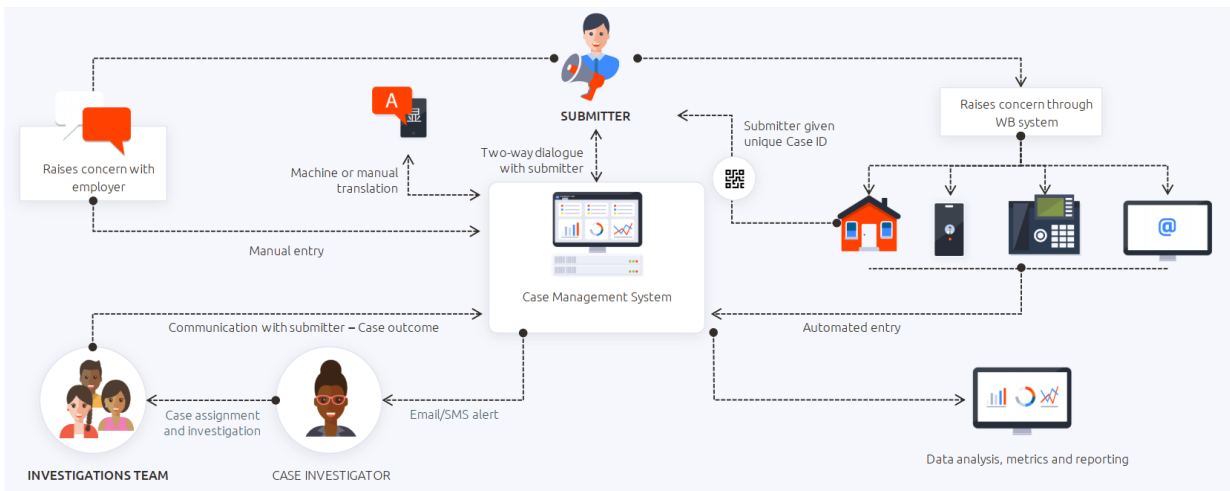 SUBMITTER
A
显
Raises concern through
WB system
Submitter given
unique Case ID
Two-way dialogue
with submitter
Raises concern with
employer
Machine or manual
translation
@
Manual entry
Case Management System
Communication with submitter – Case outcome
Automated entry
Case assignment
and investigation
Email/SMS alert
INVESTIGATIONS TEAM
CASE INVESTIGATOR
Data analysis, metrics and reporting